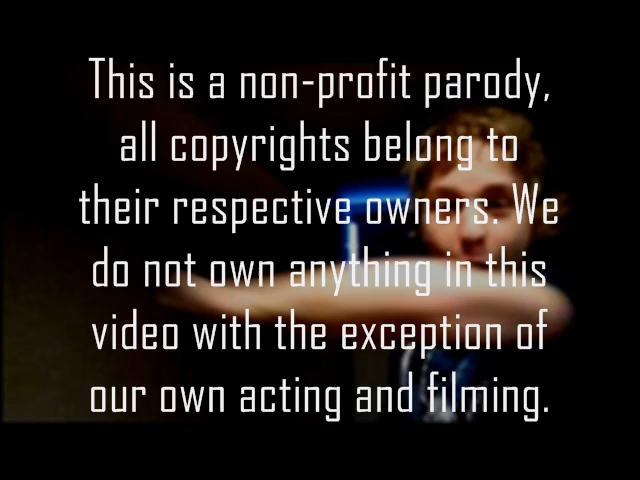 This is a non-profit parody,
all copyrights belong to
their respective owners. We
do not own anything in this
video with the exception of
our own acting and filming.